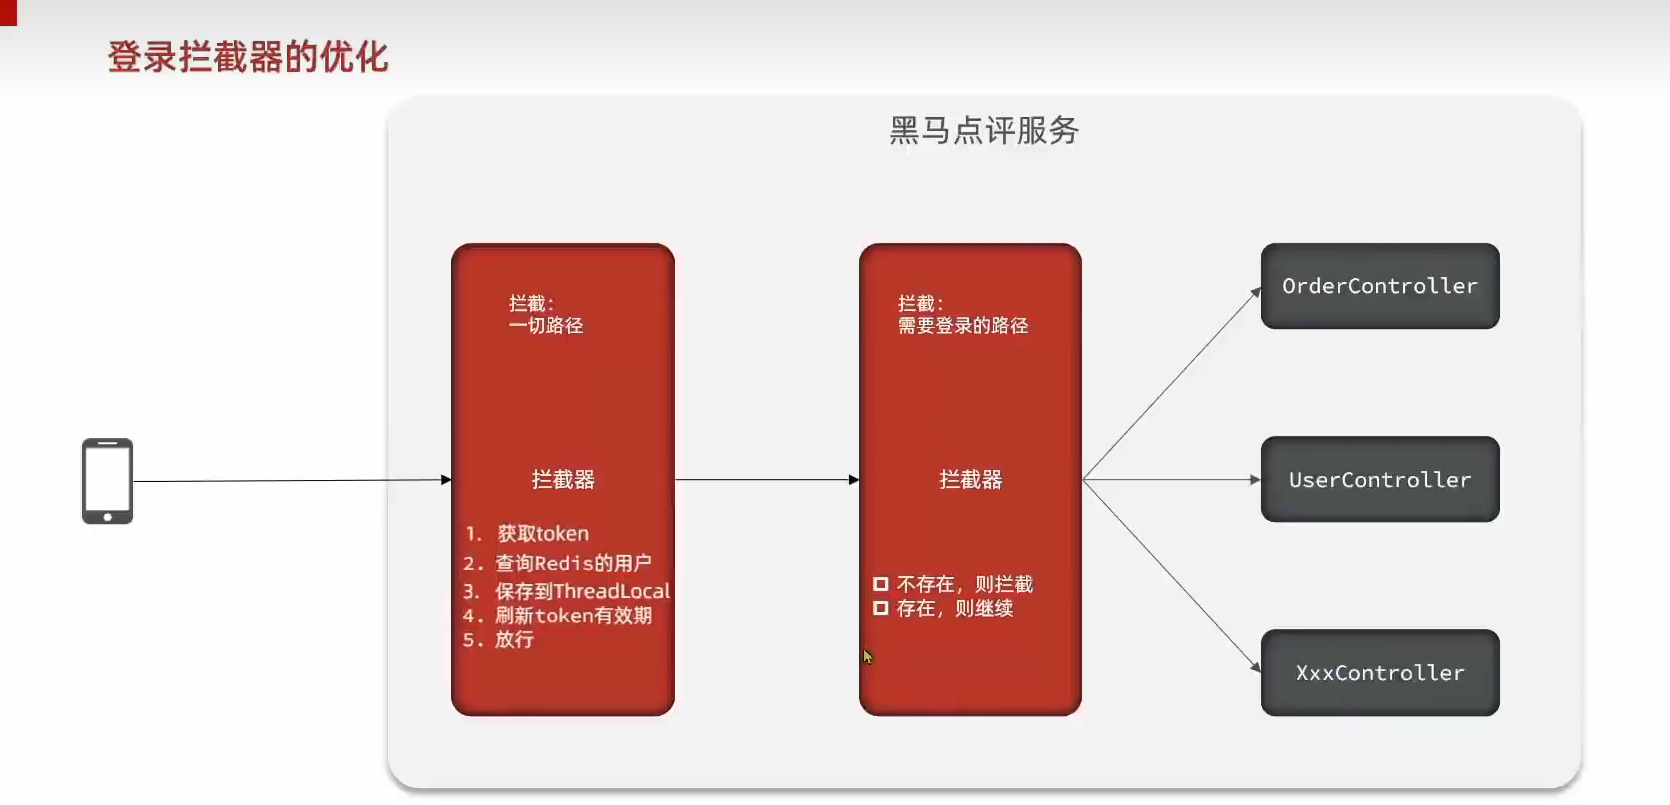 登录拦截器的优化
黑马点评服务
拦截：
一切路径
拦截器
1. 获取token
2. 查询Redis的用户
3. 保存到ThreadLocal
4. 刷新token有效期
5. 放行
拦截：
需要登录的路径
拦截器
不存在，则拦截
存在，则继续
OrderController
UserController
XxxController